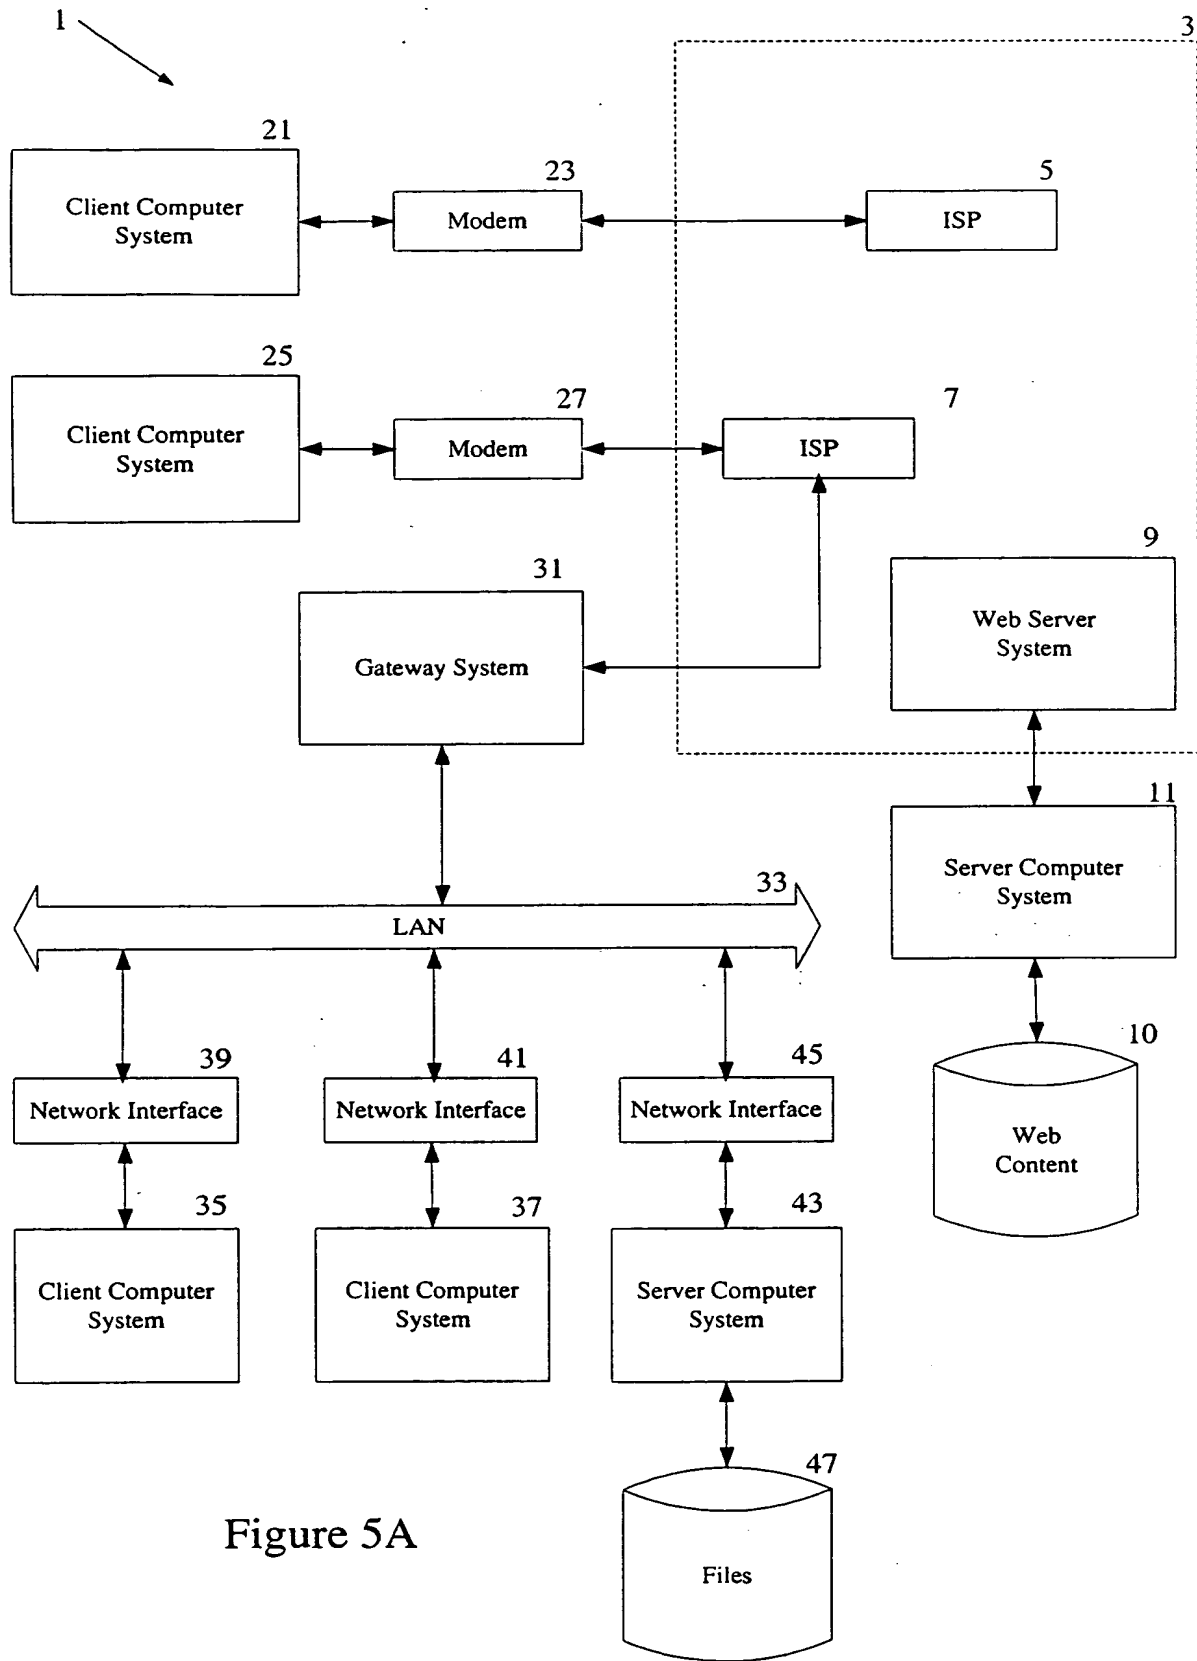 1
3
21
23
5
Client Computer
System
Modem
ISP
25
27
7
Client Computer
System
Modem
ISP
9
31
Web Server
System
Gateway System
11
Server Computer
System
33
LAN
10
39
41
45
Network Interface
Network Interface
Network Interface
Web
Content
35
37
43
Client Computer
System
Client Computer
System
Server Computer
System
47
Figure 5A
Files